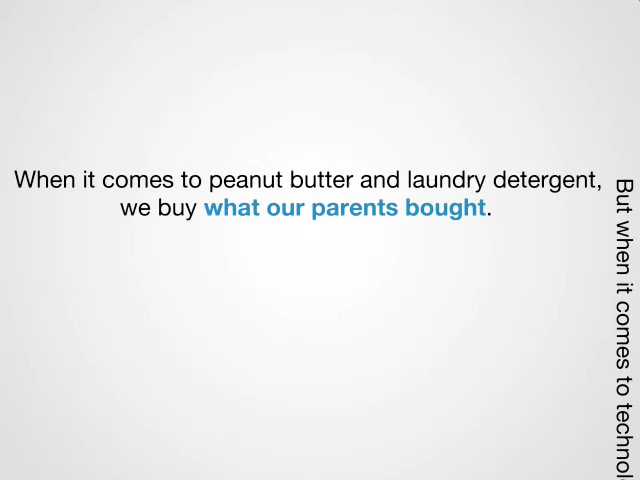 When it comes to peanut butter and laundry detergent,
we buy what our parents bought.
But when it comes to